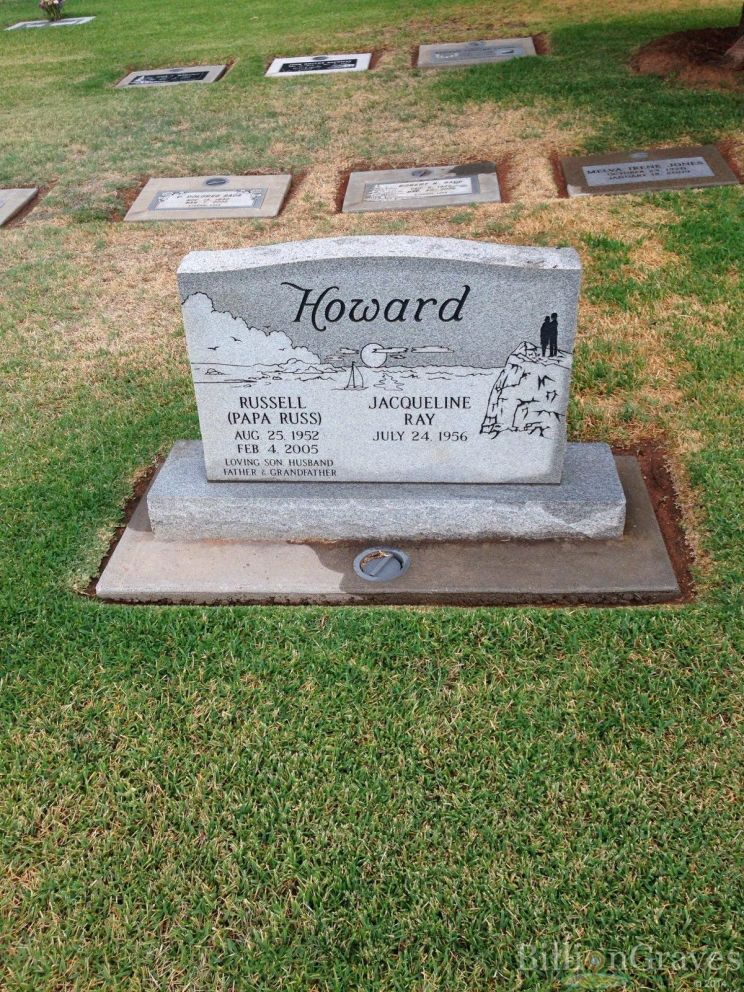 MELVA IRENE JONES
Howard
RUSSELL
(PAPA RUSS)
AUG 25, 1952
FEB 4, 2005
LOVING SON, HUSBAND
FATHER & GRANDFATHER
JACQUELINE
RAY
JULY 24, 1956
BillionGraves
© 2014